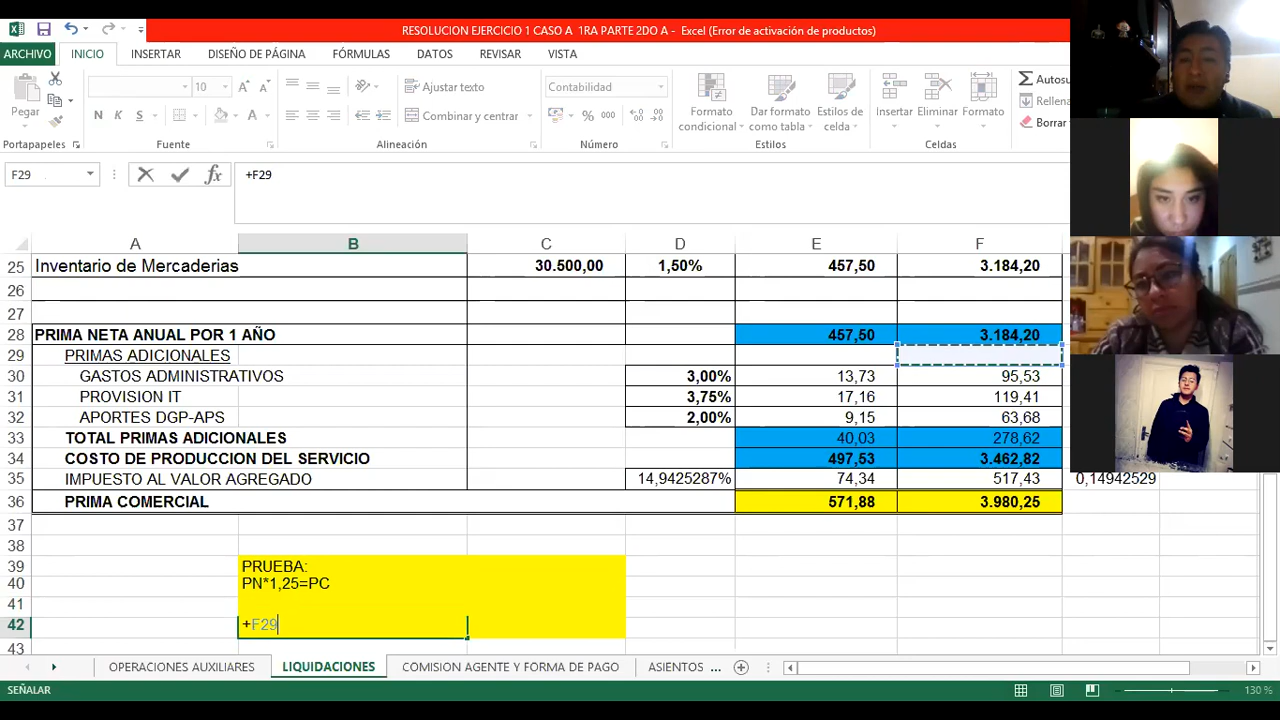 RESOLUCION EJERCICIO 1 CASO A 1RA PARTE 2DO A - Excel (Error de activación de productos)
ARCHIVO INICIO INSERTAR DISEÑO DE PÁGINA FÓRMULAS DATOS REVISAR VISTA
Pegar
10
Ajustar texto
Contabilidad
N K S
Combinar y centrar
% 000
Formato condicional
Dar formato como tabla
Estilos de celda
Insertar
Eliminar
Formato
Autosu
Rellena
Borrar
Portapapeles
Fuente
Alineación
Número
Estilos
Celdas
F29
+F29
A B C D E F
25 Inventario de Mercaderias 30.500,00 1,50% 457,50 3.184,20
26
27
28 PRIMA NETA ANUAL POR 1 AÑO 457,50 3.184,20
29 PRIMAS ADICIONALES
30 GASTOS ADMINISTRATIVOS 3,00% 13,73 95,53
31 PROVISION IT 3,75% 17,16 119,41
32 APORTES DGP-APS 2,00% 9,15 63,68
33 TOTAL PRIMAS ADICIONALES 40,03 278,62
34 COSTO DE PRODUCCION DEL SERVICIO 497,53 3.462,82
35 IMPUESTO AL VALOR AGREGADO 14,9425287% 74,34 517,43 0,14942529
36 PRIMA COMERCIAL 571,88 3.980,25
37
38
39 PRUEBA:
40 PN*1,25=PC
41
42 +F29
43
OPERACIONES AUXILIARES LIQUIDACIONES COMISION AGENTE Y FORMA DE PAGO ASIENTOS ...
SEÑALAR 130 %